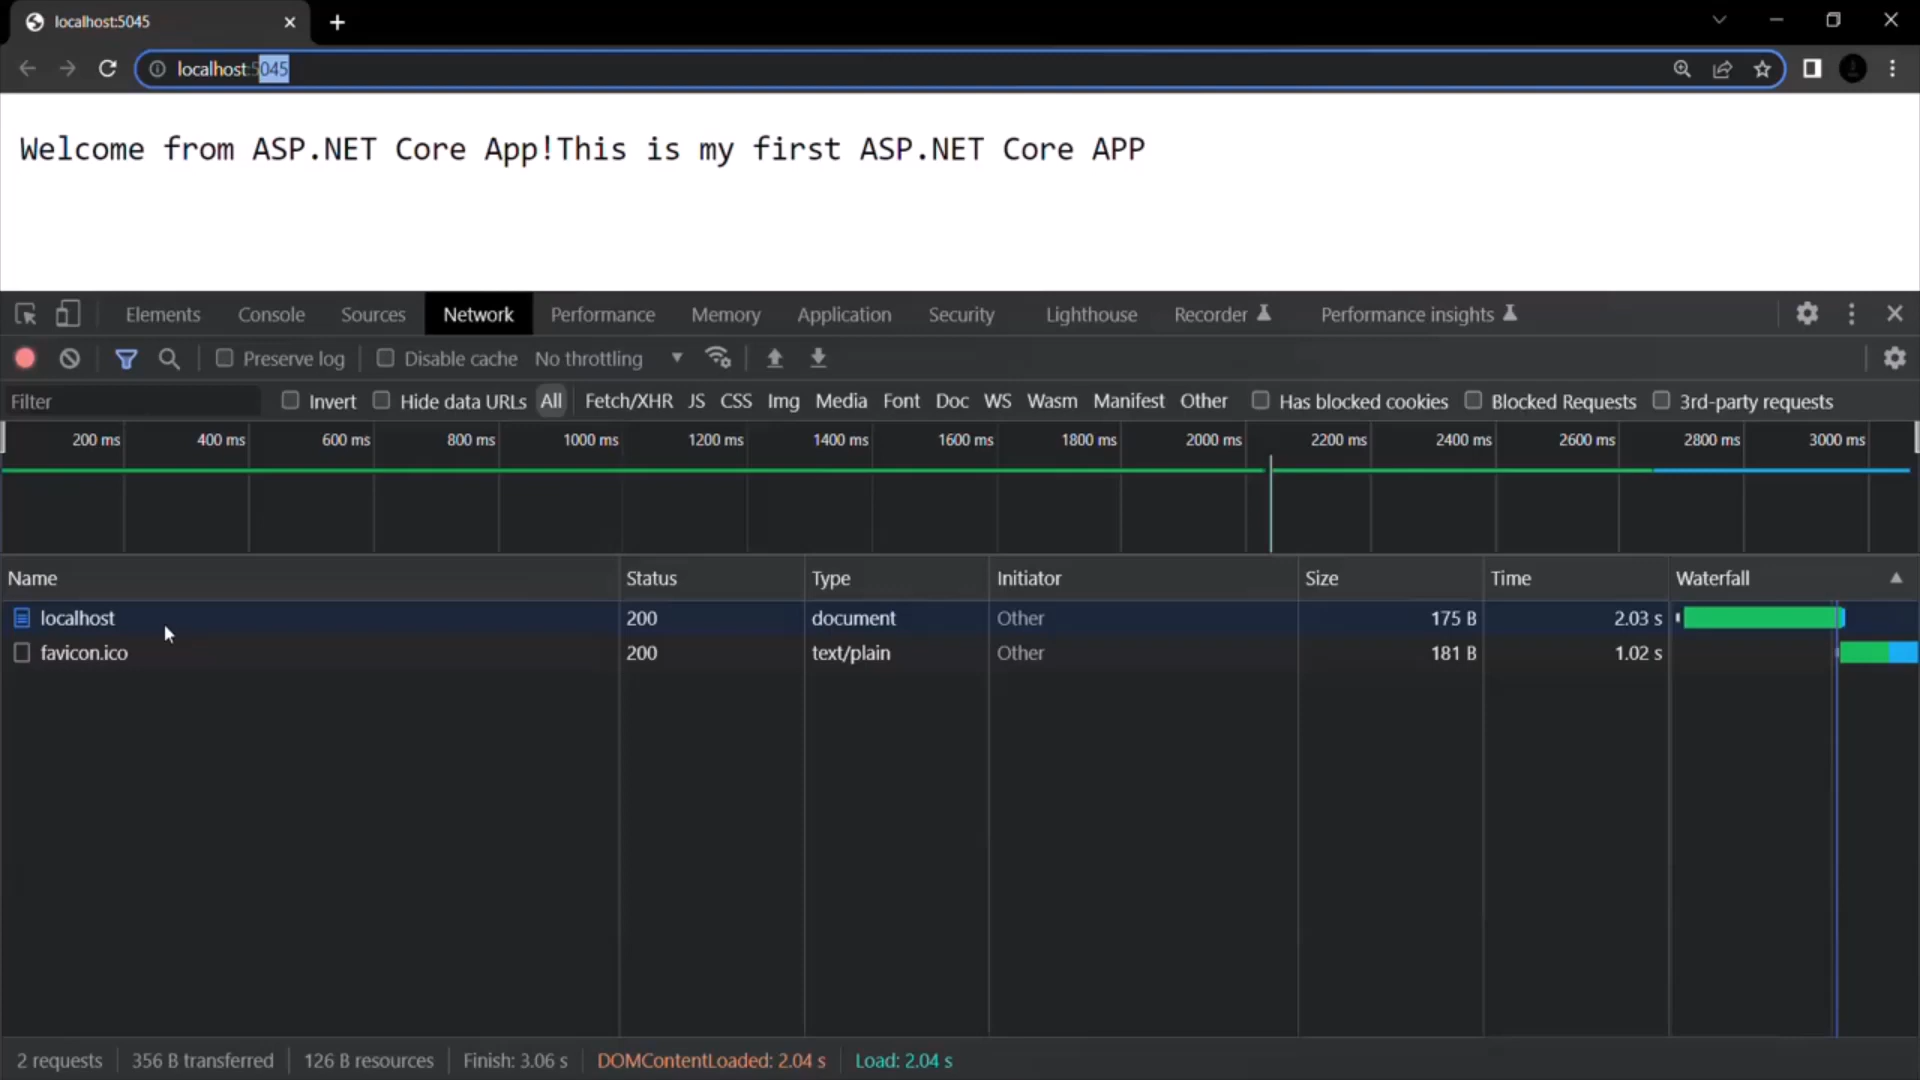 localhost:5045
localhost:5045
Welcome from ASP.NET Core App!This is my first ASP.NET Core APP
Elements Console Sources Network Performance Memory Application Security Lighthouse Recorder Performance insights
Preserve log Disable cache No throttling
Filter Invert Hide data URLs All Fetch/XHR JS CSS Img Media Font Doc WS Wasm Manifest Other Has blocked cookies Blocked Requests 3rd-party requests
200 ms 400 ms 600 ms 800 ms 1000 ms 1200 ms 1400 ms 1600 ms 1800 ms 2000 ms 2200 ms 2400 ms 2600 ms 2800 ms 3000 ms
Name Status Type Initiator Size Time Waterfall
localhost 200 document Other 175 B 2.03 s
favicon.ico 200 text/plain Other 181 B 1.02 s
2 requests 356 B transferred 126 B resources Finish: 3.06 s DOMContentLoaded: 2.04 s Load: 2.04 s